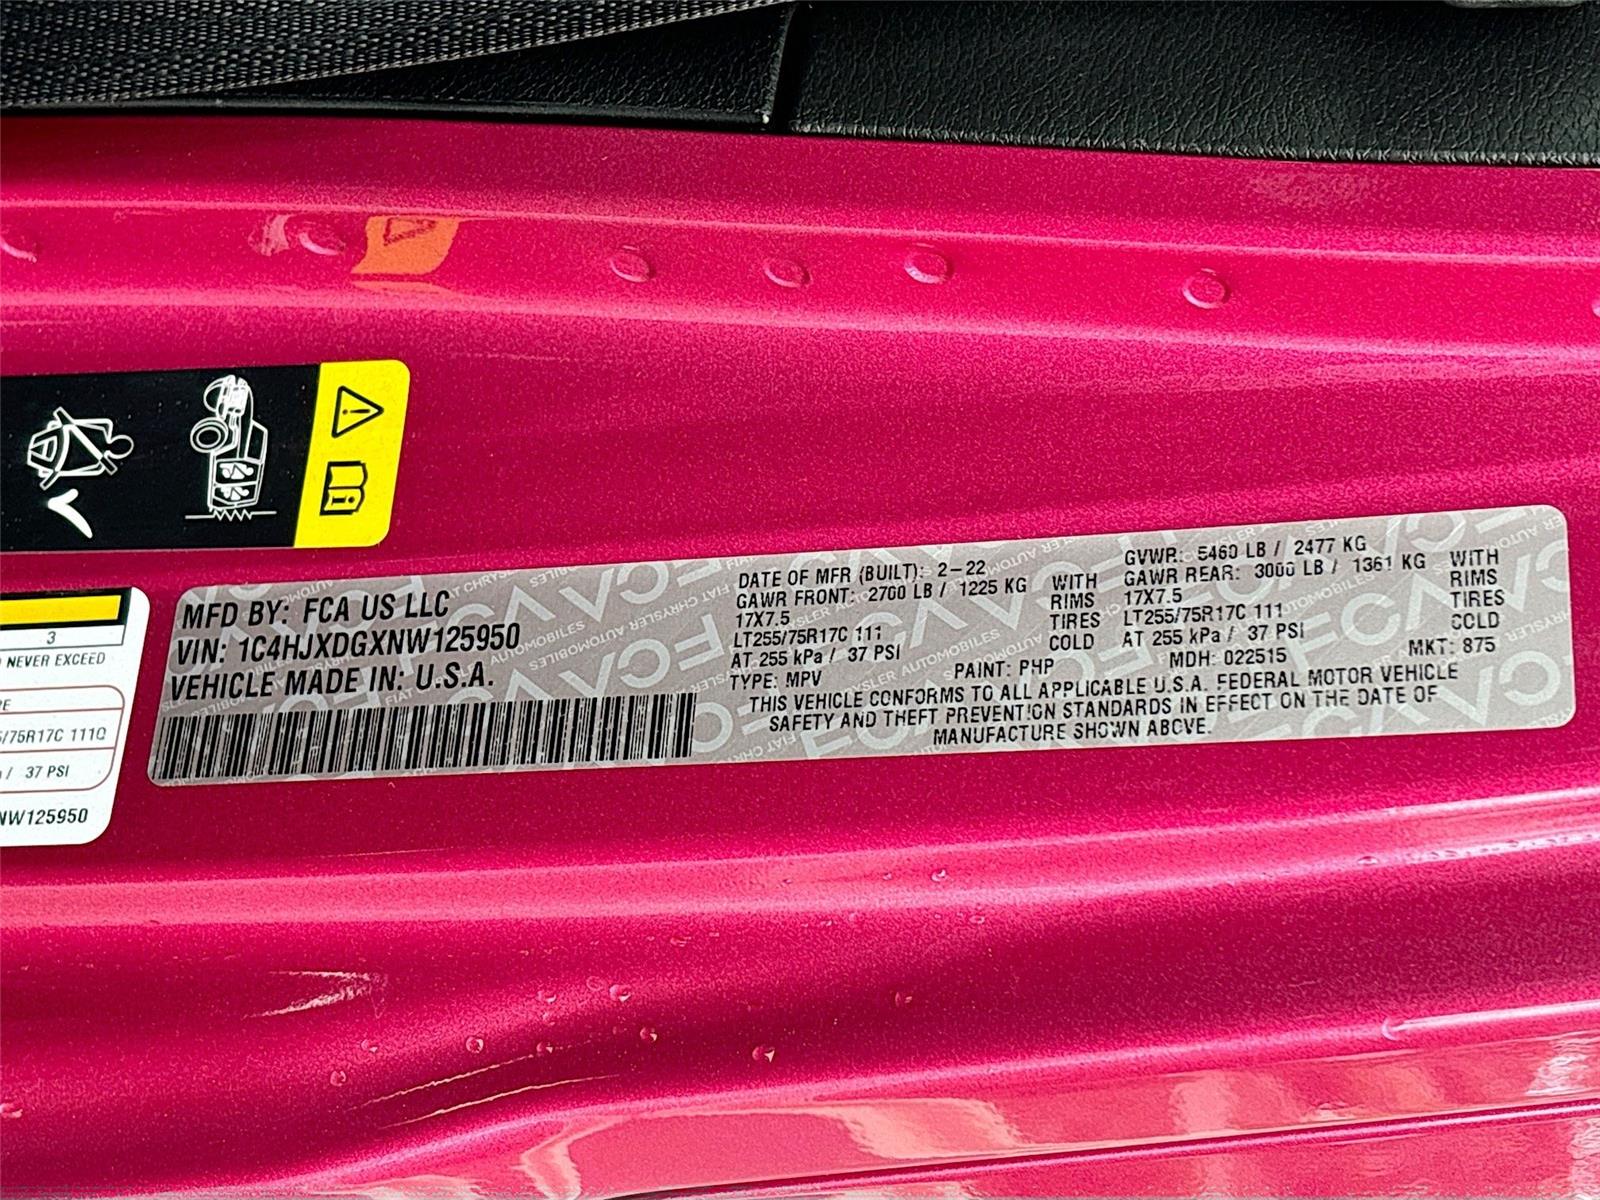 MFD BY: FCA US LLC
VIN: 1C4HJXDGXNW125950
VEHICLE MADE IN: U.S.A.
DATE OF MFR (BUILT): 2-22
GAWR FRONT: 2700 LB / 1225 KG WITH
17X7.5 RIMS
LT255/75R17C 111 TIRES
AT 255 kPa / 37 PSI COLD
TYPE: MPV
PAINT: PHP
GVWR: 5460 LB / 2477 KG
GAWR REAR: 3000 LB / 1361 KG WITH
17X7.5 RIMS
LT255/75R17C 111 TIRES
AT 255 kPa / 37 PSI COLD
MDH: 022515
MKT: 875
THIS VEHICLE CONFORMS TO ALL APPLICABLE U.S.A. FEDERAL MOTOR VEHICLE
SAFETY AND THEFT PREVENTION STANDARDS IN EFFECT ON THE DATE OF
MANUFACTURE SHOWN ABOVE.
3
NEVER EXCEED
/75R17C 111Q
/ 37 PSI
NW125950